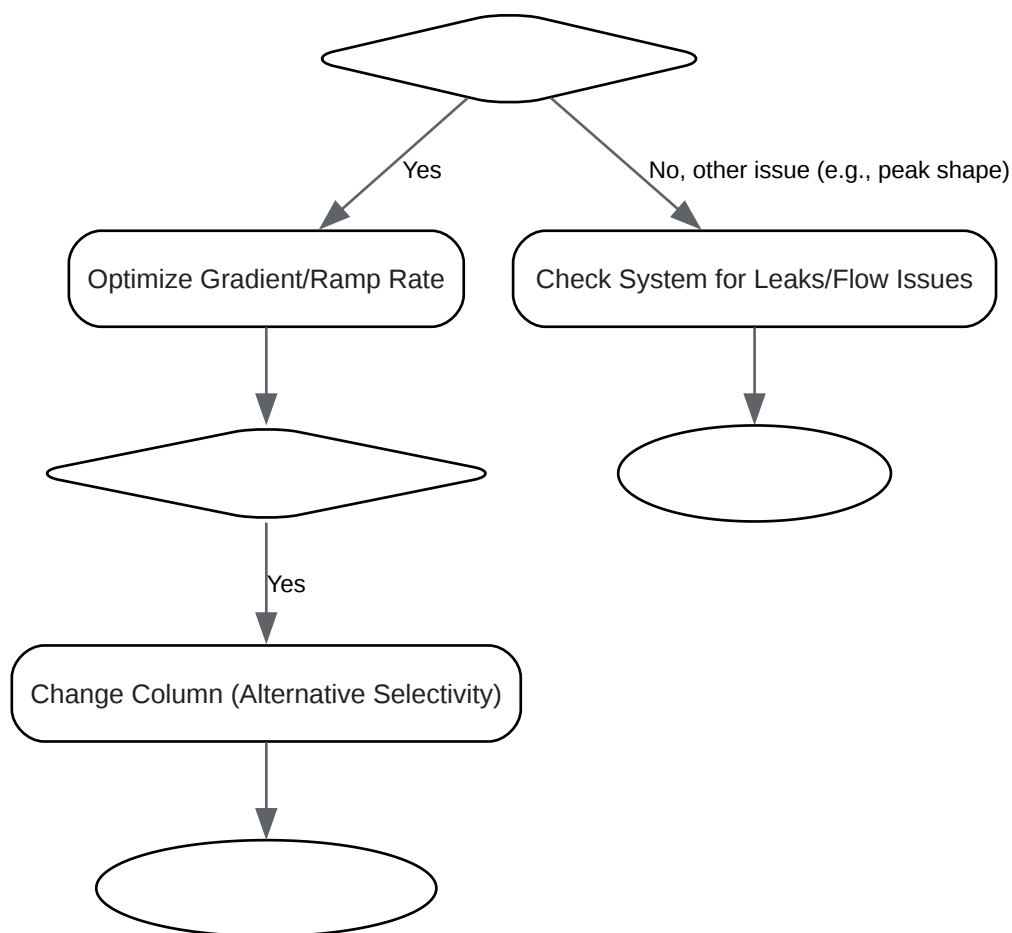 Yes
No, other issue (e.g., peak shape)
Optimize Gradient/Ramp Rate
Check System for Leaks/Flow Issues
Yes
Change Column (Alternative Selectivity)